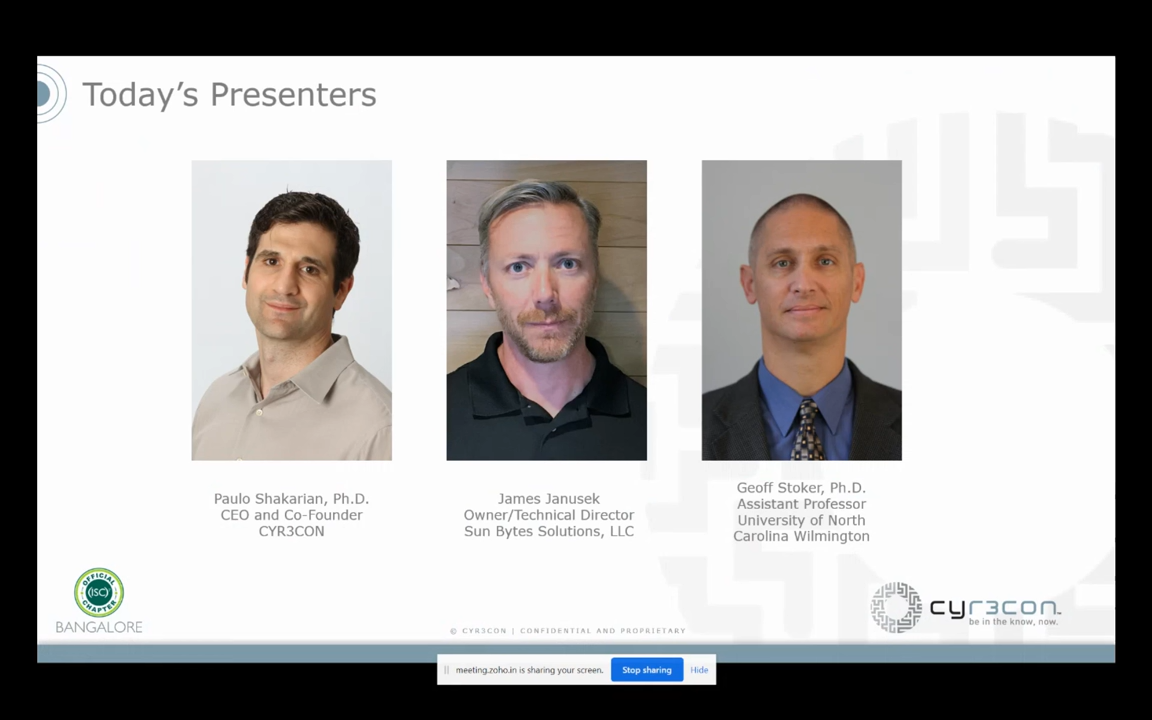 Today's Presenters
Paulo Shakarian, Ph.D.
CEO and Co-Founder
CYR3CON
James Janusek
Owner/Technical Director
Sun Bytes Solutions, LLC
Geoff Stoker, Ph.D.
Assistant Professor
University of North
Carolina Wilmington
OFFICIAL
(ISC)²
CHAPTER
BANGALORE
© CYR3CON | CONFIDENTIAL AND PROPRIETARY
cyr3con™
be in the know, now.
meeting.zoho.in is sharing your screen.
Stop sharing
Hide